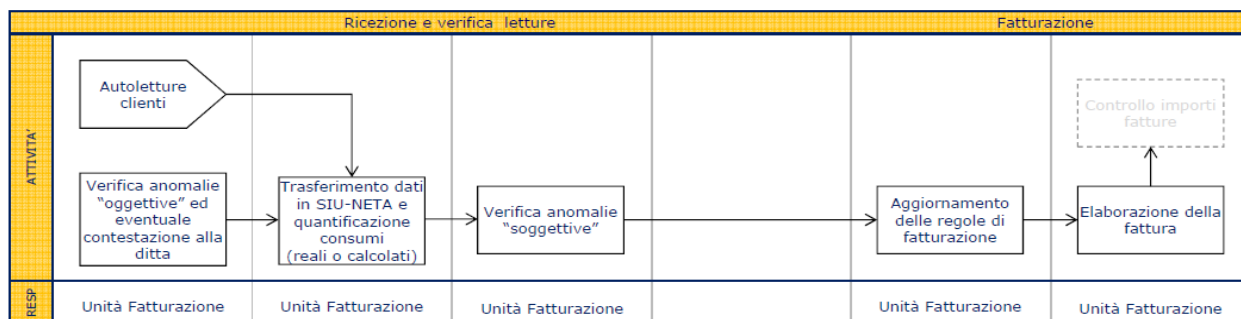 Ricezione e verifica letture
Fatturazione
ATTIVITA'
Autoletture
clienti
Controllo importi
fatture
Verifica anomalie
"oggettive" ed
eventuale
contestazione alla
ditta
Trasferimento dati
in SIU-NETA e
quantificazione
consumi
(reali o calcolati)
Verifica anomalie
"soggettive"
Aggiornamento
delle regole di
fatturazione
Elaborazione della
fattura
RESP
Unità Fatturazione
Unità Fatturazione
Unità Fatturazione
Unità Fatturazione
Unità Fatturazione